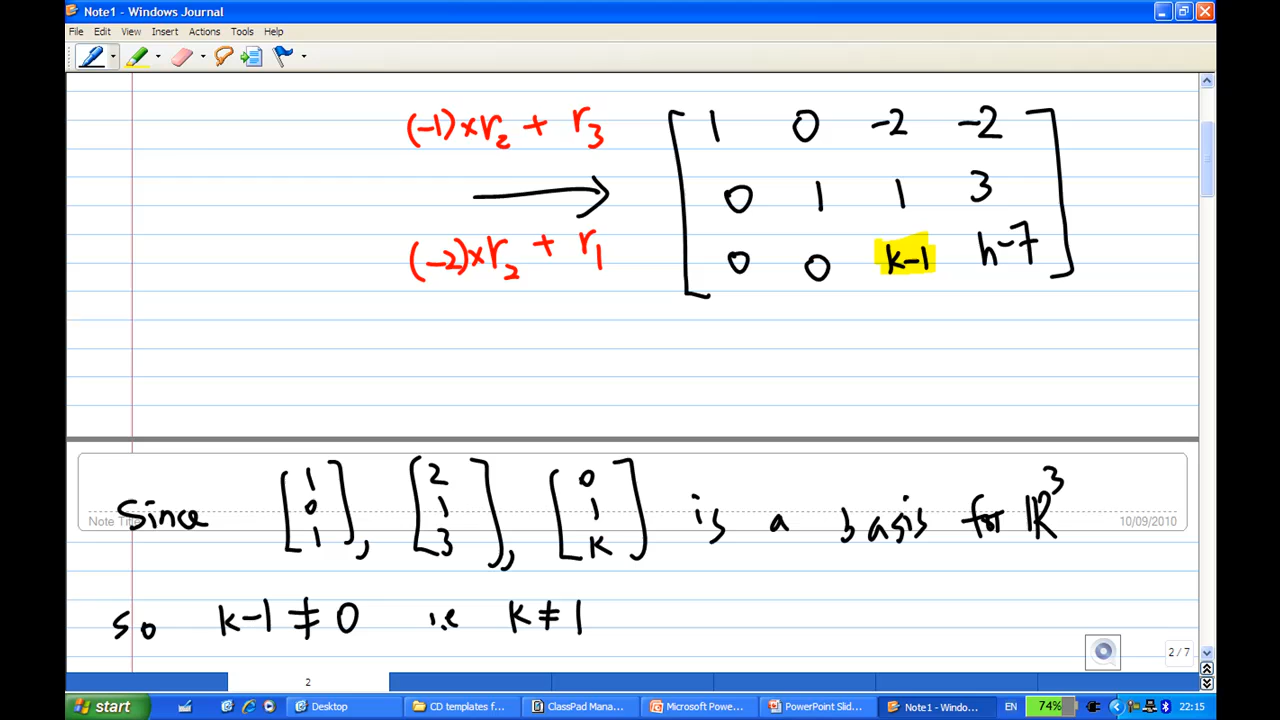 Note1 - Windows Journal
File Edit View Insert Actions Tools Help
(-1)×r₂ + r₃
(-2)×r₂ + r₁
1 0 -2 -2
0 1 1 3
0 0 k-1 h-7
Since [1 0 1], [2 1 3], [0 1 k] is a basis for ℝ³
Note Title 10/09/2010
so k-1 ≠ 0 i.e k ≠ 1
2 / 7
2
start Desktop CD templates f... ClassPad Mana... Microsoft Powe... PowerPoint Slid... Note1 - Windo... EN 74% 22:15